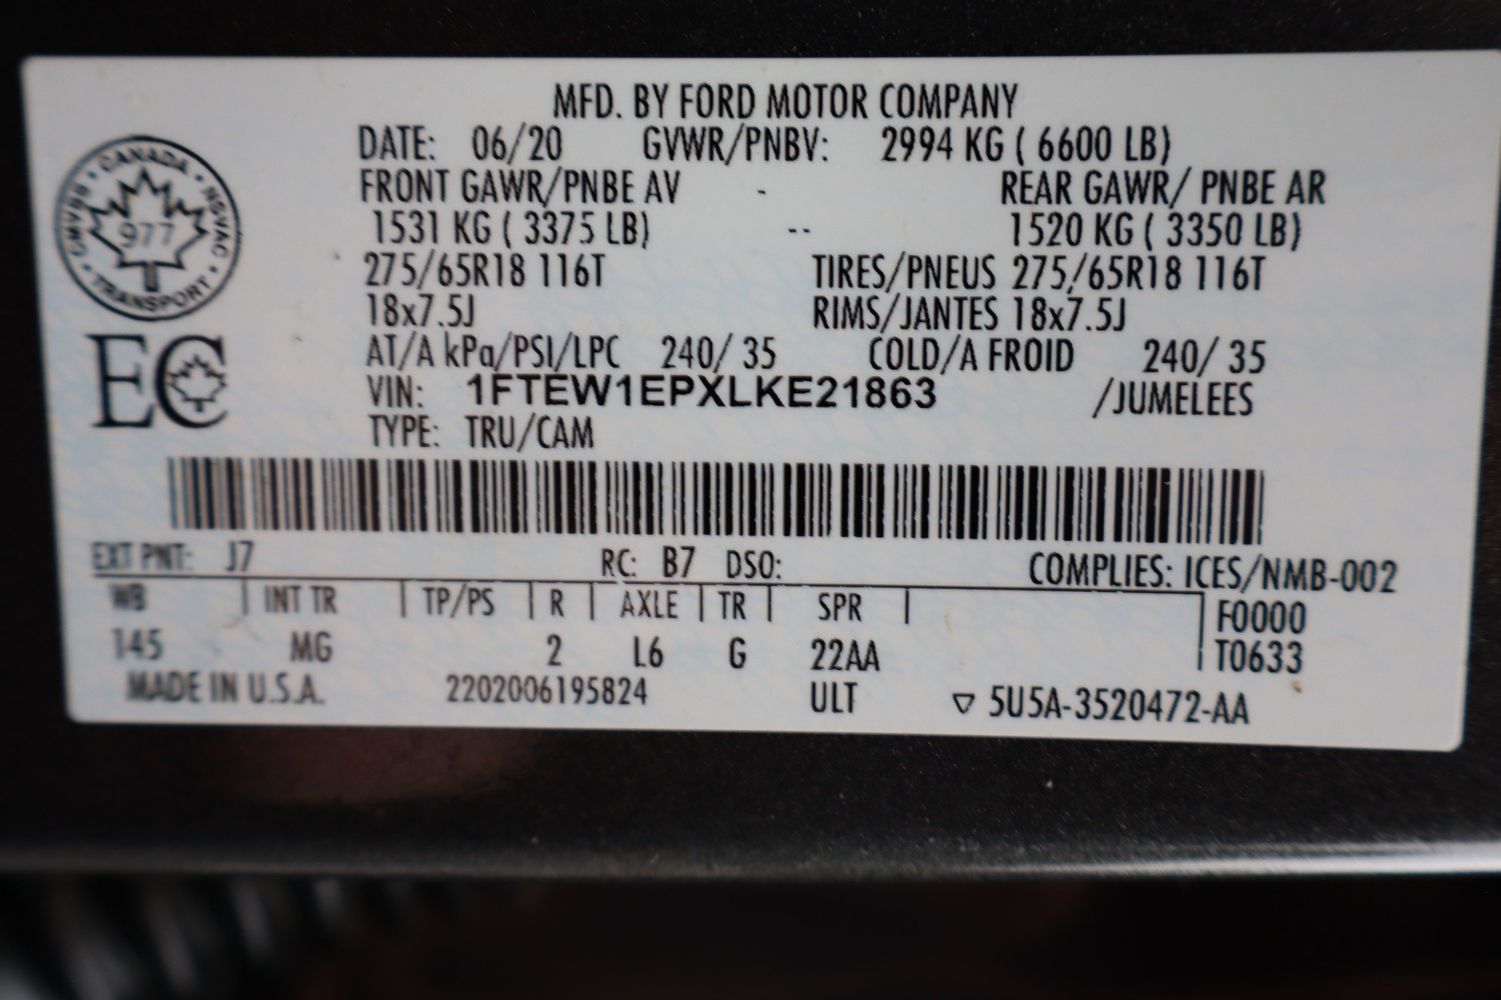 MFD. BY FORD MOTOR COMPANY
DATE: 06/20 GVWR/PNBV: 2994 KG ( 6600 LB)
FRONT GAWR/PNBE AV - REAR GAWR/ PNBE AR
1531 KG ( 3375 LB) -- 1520 KG ( 3350 LB)
275/65R18 116T TIRES/PNEUS 275/65R18 116T
18x7.5J RIMS/JANTES 18x7.5J
AT/A kPa/PSI/LPC 240/ 35 COLD/A FROID 240/ 35
VIN: 1FTEW1EPXLKE21863 /JUMELEES
TYPE: TRU/CAM
CANADA • NSVAC • TRANSPORT • CMVSS •
977
EC
EXT PNT: J7 RC: B7 DSO: COMPLIES: ICES/NMB-002
WB | INT TR | TP/PS | R | AXLE | TR | SPR | F0000
145 MG 2 L6 G 22AA T0633
MADE IN U.S.A. 2202006195824 ULT ▽ 5U5A-3520472-AA